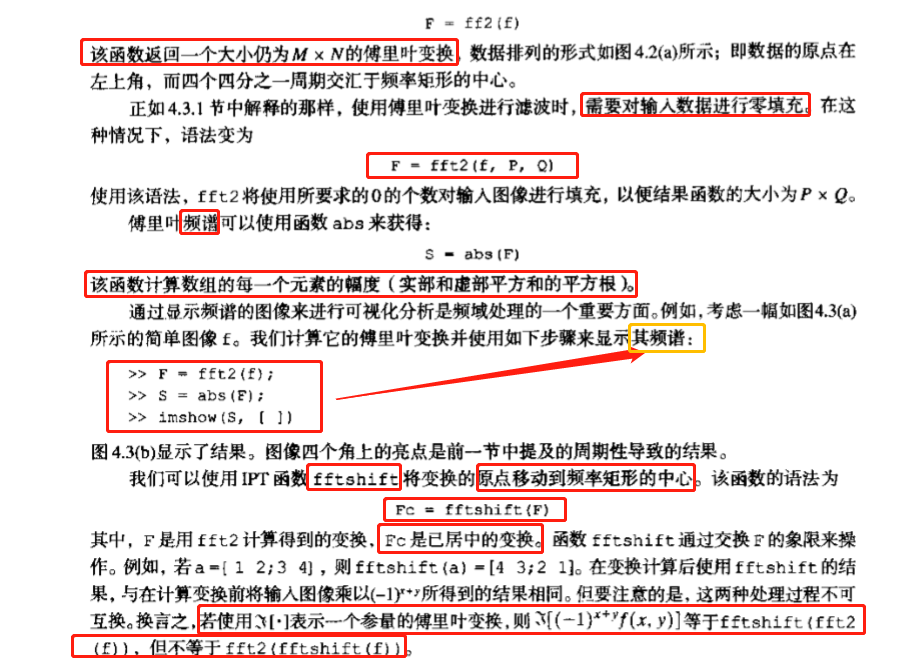 F = ff2(f)
该函数返回一个大小仍为M × N的傅里叶变换，数据排列的形式如图4.2(a)所示；即数据的原点在
左上角，而四个四分之一周期交汇于频率矩形的中心。
正如4.3.1节中解释的那样，使用傅里叶变换进行滤波时，需要对输入数据进行零填充。在这
种情况下，语法变为
F = fft2(f, P, Q)
使用该语法，fft2将使用所要求的0的个数对输入图像进行填充，以便结果函数的大小为P × Q。
傅里叶频谱可以使用函数abs来获得：
S = abs(F)
该函数计算数组的每一个元素的幅度（实部和虚部平方和的平方根）。
通过显示频谱的图像来进行可视化分析是频域处理的一个重要方面。例如，考虑一幅如图4.3(a)
所示的简单图像f。我们计算它的傅里叶变换并使用如下步骤来显示其频谱：
>> F = fft2(f);
>> S = abs(F);
>> imshow(S, [ ])
图4.3(b)显示了结果。图像四个角上的亮点是前一节中提及的周期性导致的结果。
我们可以使用IPT函数fftshift将变换的原点移动到频率矩形的中心。该函数的语法为
Fc = fftshift(F)
其中，F是用fft2计算得到的变换，Fc是已居中的变换。函数fftshift通过交换F的象限来操
作。例如，若a=[ 1 2;3 4]，则fftshift(a)=[4 3;2 1]。在变换计算后使用fftshift的结
果，与在计算变换前将输入图像乘以(-1)^{x+y}所得到的结果相同。但要注意的是，这两种处理过程不可
互换。换言之，若使用ℑ[·]表示一个参量的傅里叶变换，则ℑ[(-1)^{x+y}f(x, y)]等于fftshift(fft2
(f))，但不等于fft2(fftshift(f))。